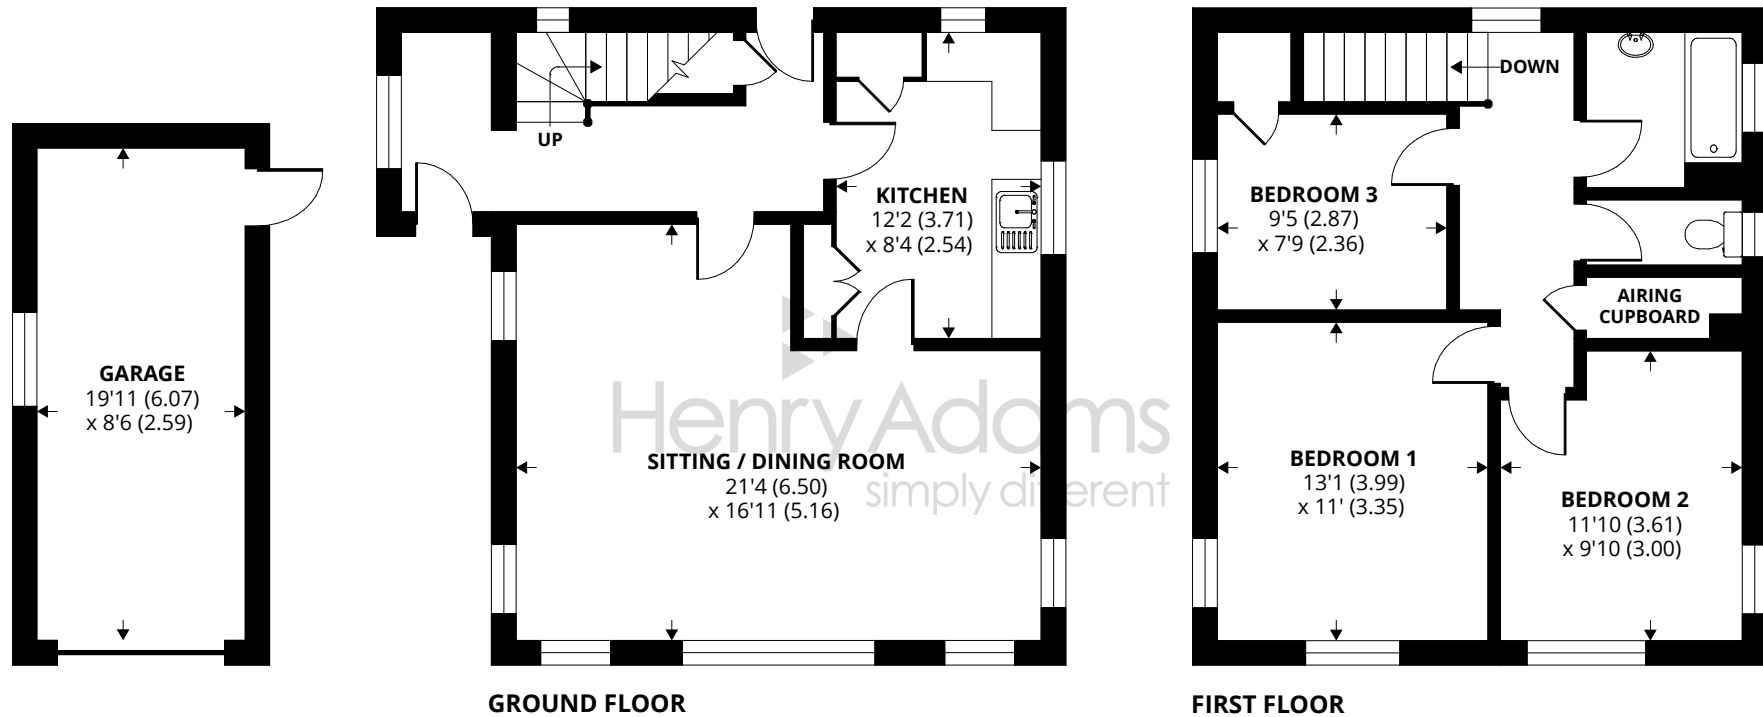 GARAGE
19'11 (6.07)
x 8'6 (2.59)
UP
KITCHEN
12'2 (3.71)
x 8'4 (2.54)
SITTING / DINING ROOM
21'4 (6.50)
x 16'11 (5.16)
Henry Adams
simply different
GROUND FLOOR
DOWN
BEDROOM 3
9'5 (2.87)
x 7'9 (2.36)
AIRING
CUPBOARD
BEDROOM 1
13'1 (3.99)
x 11' (3.35)
BEDROOM 2
11'10 (3.61)
x 9'10 (3.00)
FIRST FLOOR